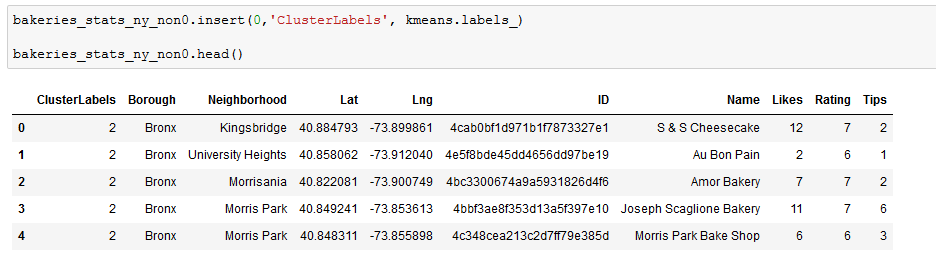 bakeries_stats_ny_non0.insert(0,'ClusterLabels', kmeans.labels_)
bakeries_stats_ny_non0.head()
ClusterLabels Borough Neighborhood Lat Lng ID Name Likes Rating Tips
0 2 Bronx Kingsbridge 40.884793 -73.899861 4cab0bf1d971b1f7873327e1 S & S Cheesecake 12 7 2
1 2 Bronx University Heights 40.858062 -73.912040 4e5f8bde45dd4656dd97be19 Au Bon Pain 2 6 1
2 2 Bronx Morrisania 40.822081 -73.900749 4bc3300674a9a5931826d4f6 Amor Bakery 7 7 2
3 2 Bronx Morris Park 40.849241 -73.853613 4bbf3ae8f353d13a5f397e10 Joseph Scaglione Bakery 11 7 6
4 2 Bronx Morris Park 40.848311 -73.855898 4c348cea213c2d7ff79e385d Morris Park Bake Shop 6 6 3